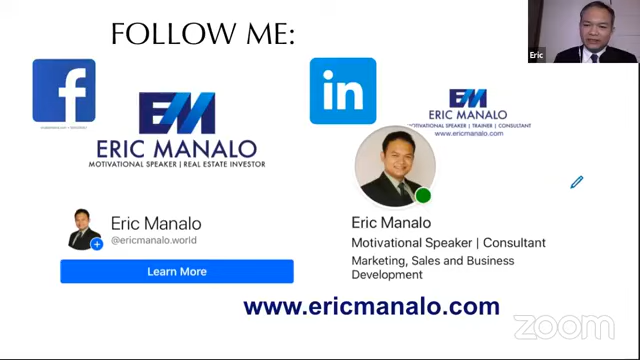 FOLLOW ME:
Eric
f
in
EM
ERIC MANALO
MOTIVATIONAL SPEAKER | REAL ESTATE INVESTOR
EM
ERIC MANALO
MOTIVATIONAL SPEAKER | TRAINER | CONSULTANT
www.ericmanalo.com
Eric Manalo
@ericmanalo.world
Learn More
Eric Manalo
Motivational Speaker | Consultant
Marketing, Sales and Business
Development
www.ericmanalo.com
zoom